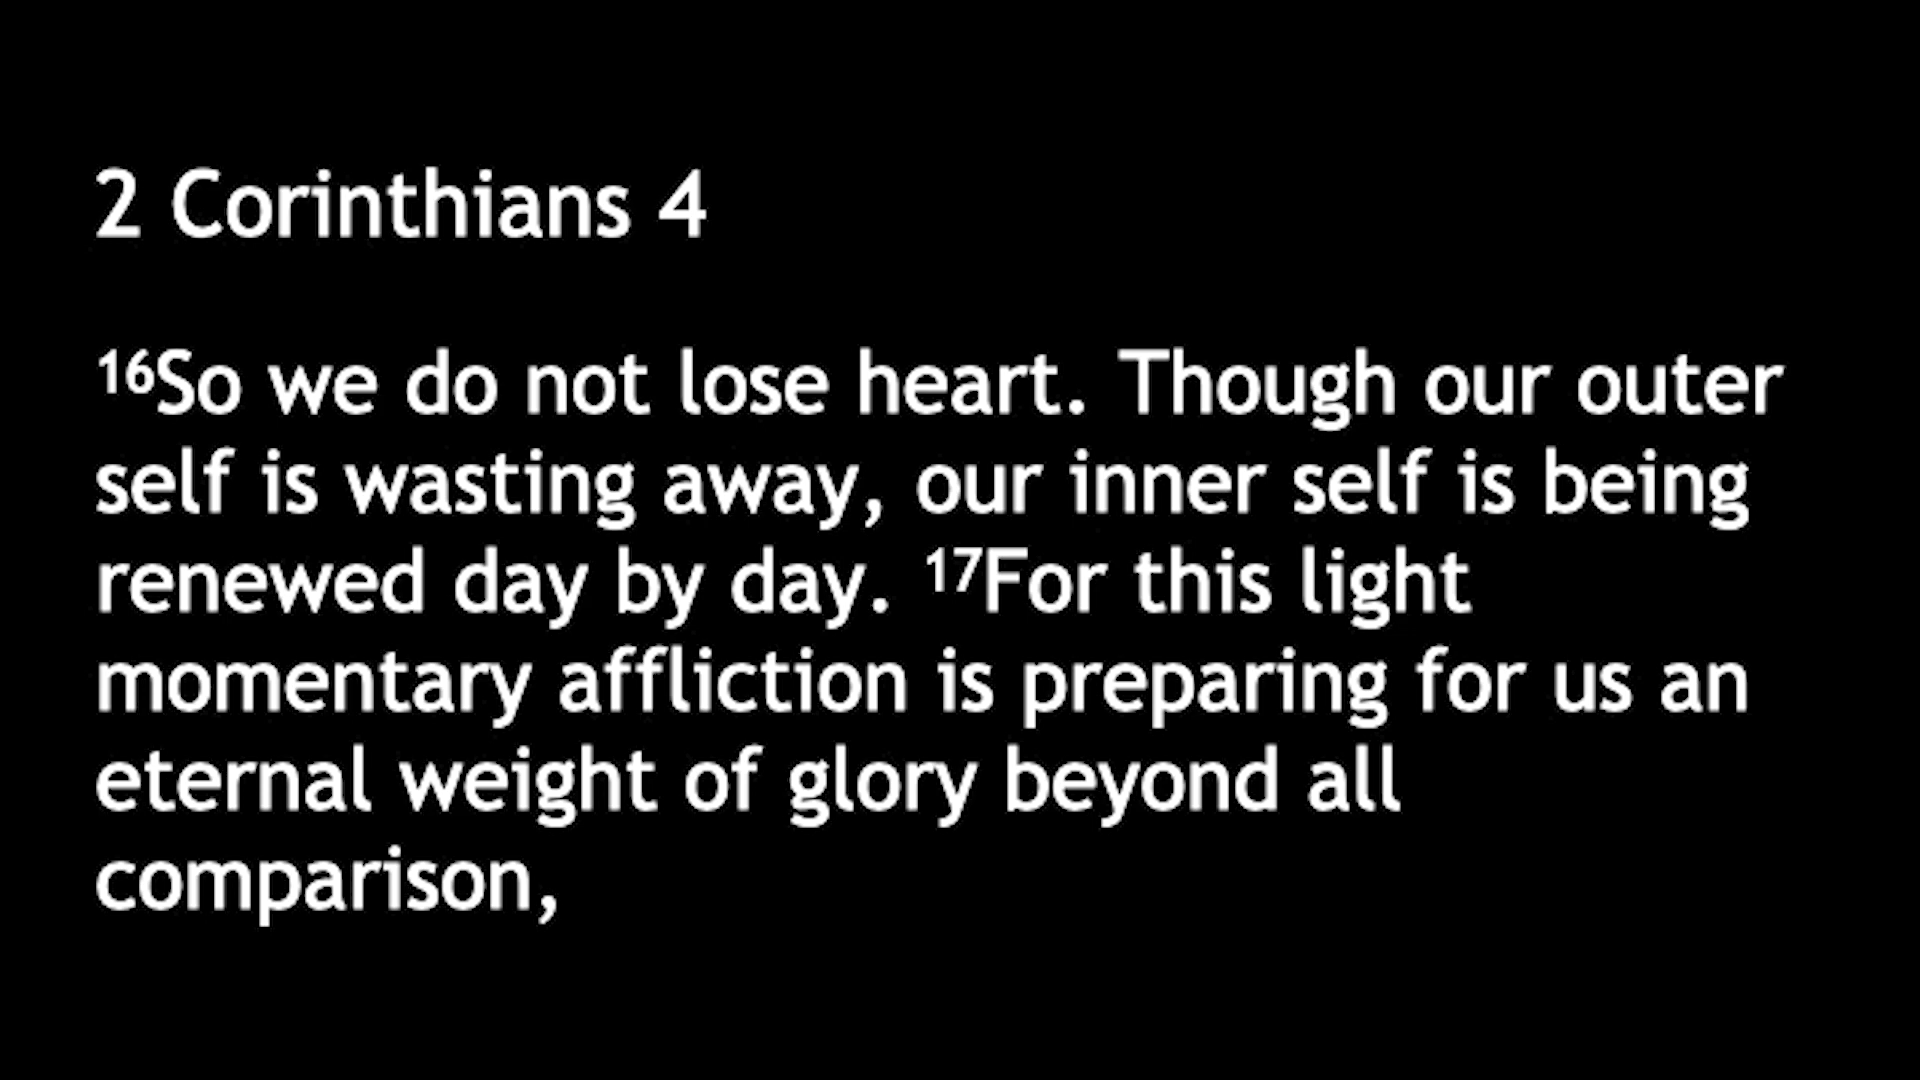 2 Corinthians 4
¹⁶So we do not lose heart. Though our outer
self is wasting away, our inner self is being
renewed day by day. ¹⁷For this light
momentary affliction is preparing for us an
eternal weight of glory beyond all
comparison,